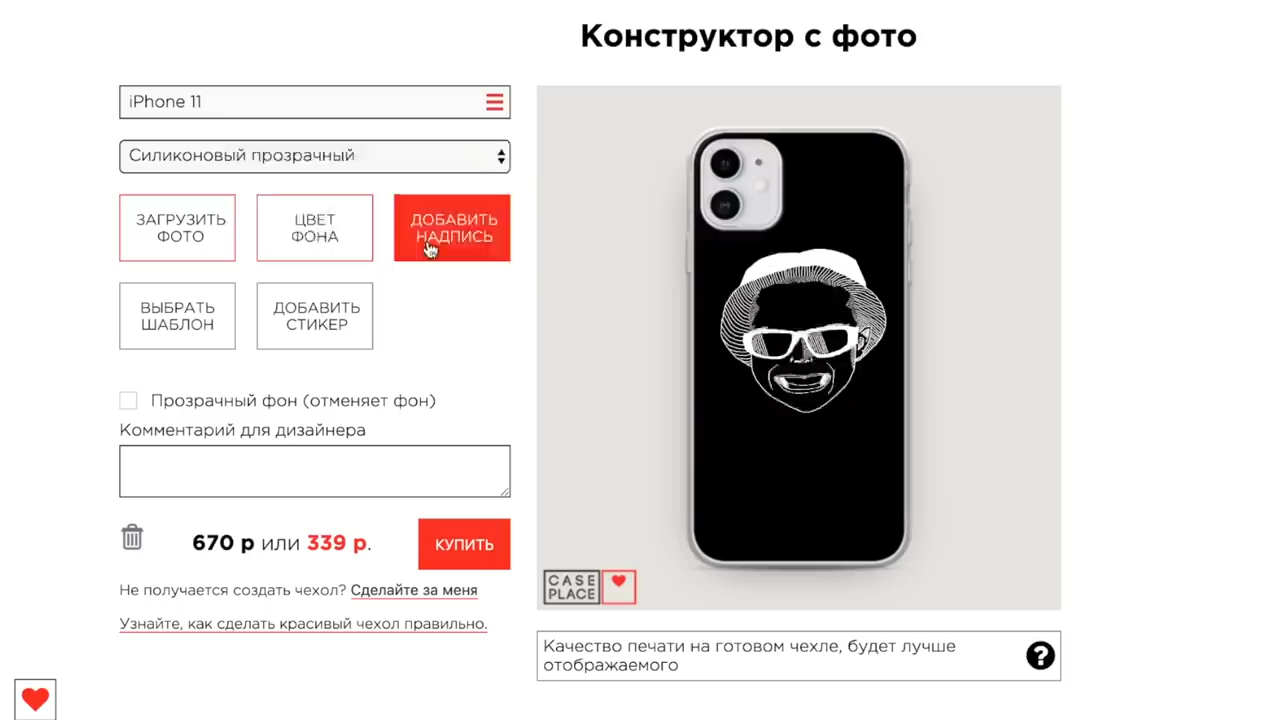 Конструктор с фото
iPhone 11
Силиконовый прозрачный
ЗАГРУЗИТЬ
ФОТО
ЦВЕТ
ФОНА
ДОБАВИТЬ
НАДПИСЬ
ВЫБРАТЬ
ШАБЛОН
ДОБАВИТЬ
СТИКЕР
Прозрачный фон (отменяет фон)
Комментарий для дизайнера
670 р или 339 р.
КУПИТЬ
Не получается создать чехол? Сделайте за меня
Узнайте, как сделать красивый чехол правильно.
CASE
PLACE
Качество печати на готовом чехле, будет лучше
отображаемого
?